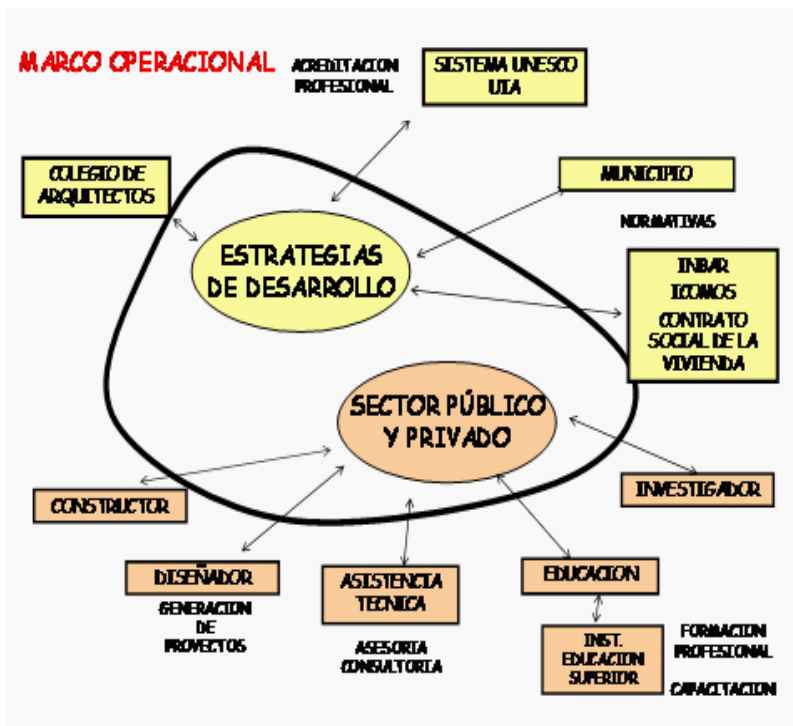 MARCO OPERACIONAL
ACREDITACION
PROFESIONAL
SISTEMA UNESCO
UIA
COLEGIO DE
ARQUITECTOS
MUNICIPIO
NORMATIVAS
ESTRATEGIAS
DE DESARROLLO
INBAR
ICOMOS
CONTRATO
SOCIAL DE LA
VIVIENDA
SECTOR PÚBLICO
Y PRIVADO
CONSTRUCTOR
INVESTIGADOR
DISEÑADOR
GENERACION
DE
PROYECTOS
ASISTENCIA
TECNICA
ASESORIA
CONSULTORIA
EDUCACION
INST.
EDUCACION
SUPERIOR
FORMACION
PROFESIONAL
CAPACITACION